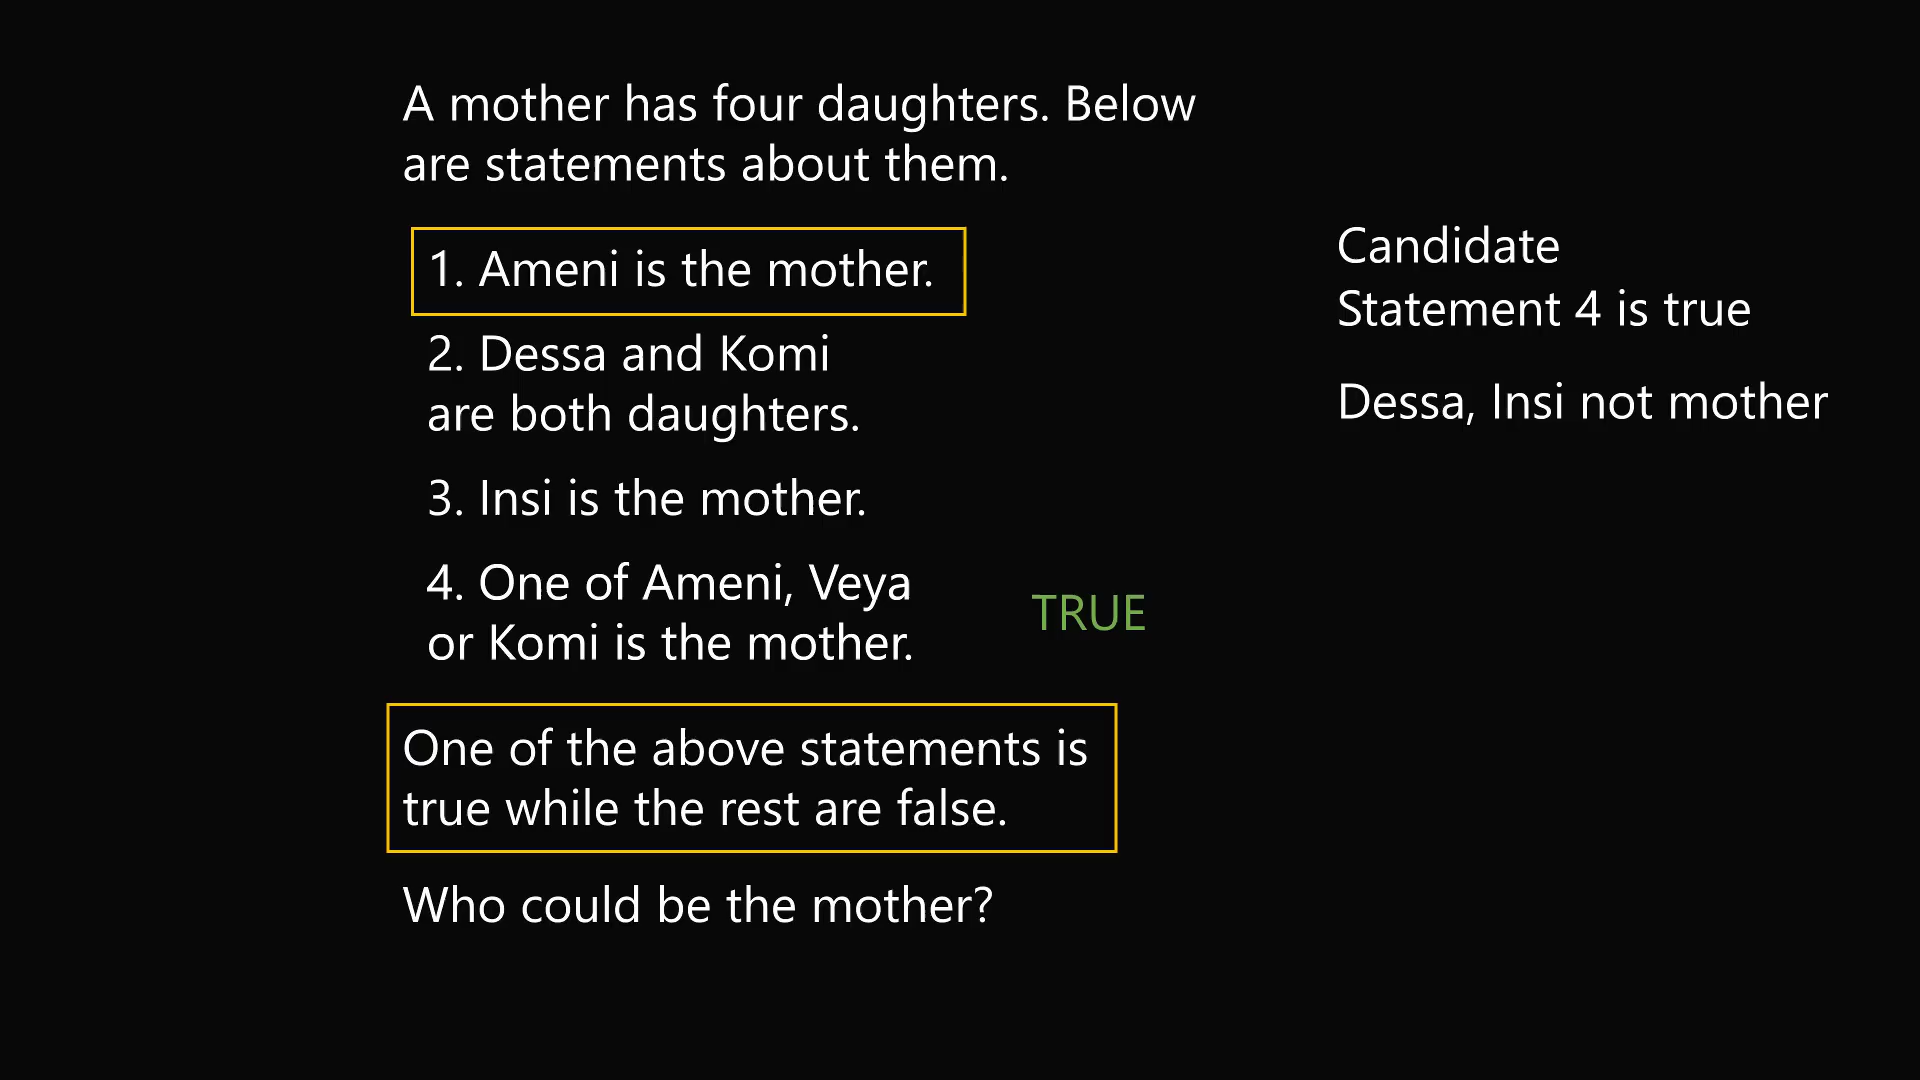 A mother has four daughters. Below
are statements about them.
1. Ameni is the mother.
2. Dessa and Komi
are both daughters.
3. Insi is the mother.
4. One of Ameni, Veya
or Komi is the mother.
TRUE
One of the above statements is
true while the rest are false.
Who could be the mother?
Candidate
Statement 4 is true
Dessa, Insi not mother